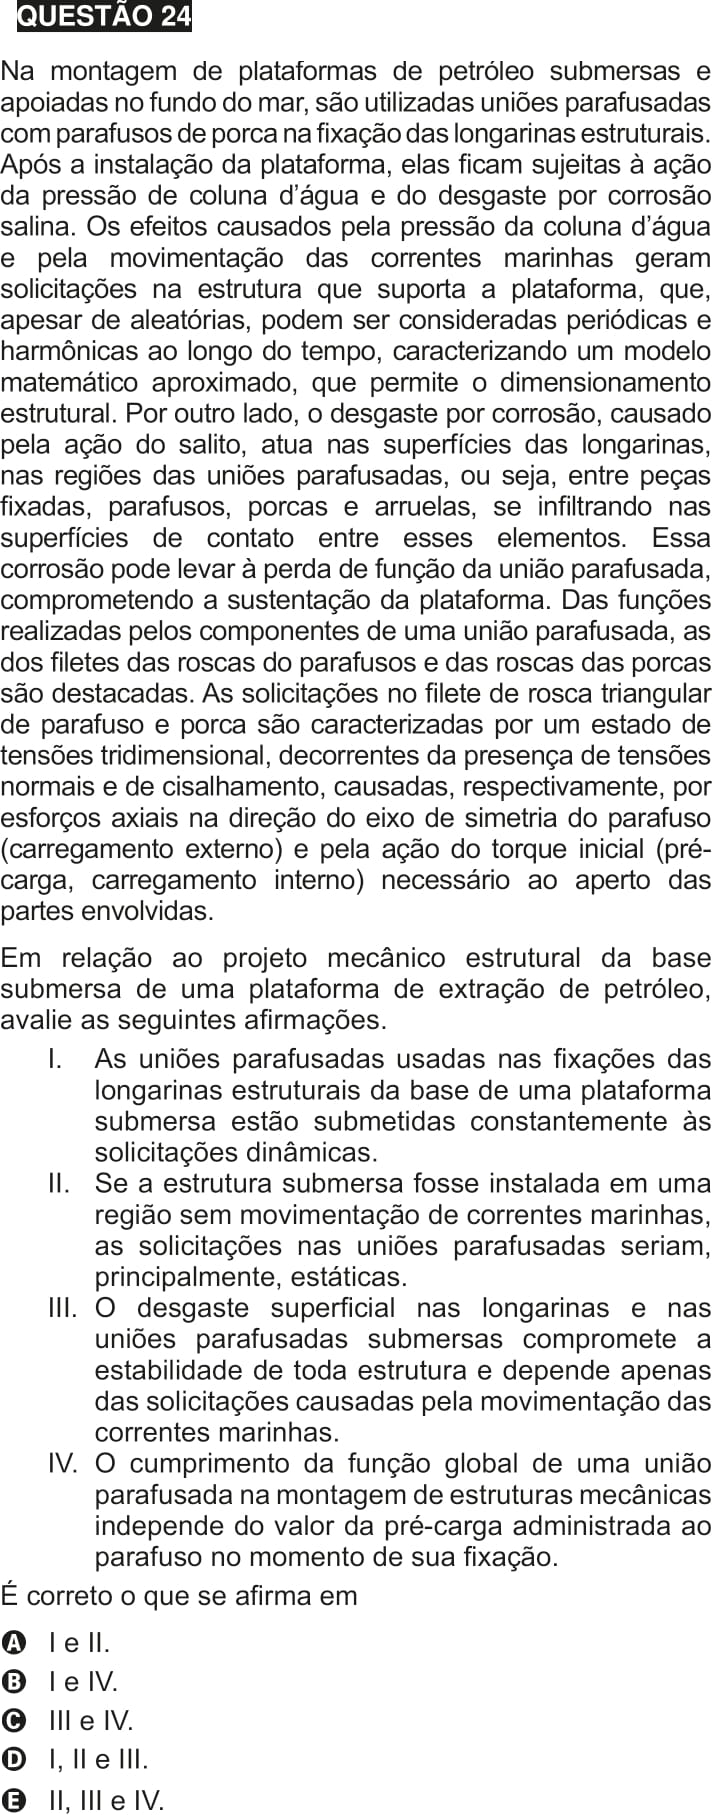 QUESTÃO 24
Na montagem de plataformas de petróleo submersas e
apoiadas no fundo do mar, são utilizadas uniões parafusadas
com parafusos de porca na fixação das longarinas estruturais.
Após a instalação da plataforma, elas ficam sujeitas à ação
da pressão de coluna d’água e do desgaste por corrosão
salina. Os efeitos causados pela pressão da coluna d’água
e pela movimentação das correntes marinhas geram
solicitações na estrutura que suporta a plataforma, que,
apesar de aleatórias, podem ser consideradas periódicas e
harmônicas ao longo do tempo, caracterizando um modelo
matemático aproximado, que permite o dimensionamento
estrutural. Por outro lado, o desgaste por corrosão, causado
pela ação do salito, atua nas superfícies das longarinas,
nas regiões das uniões parafusadas, ou seja, entre peças
fixadas, parafusos, porcas e arruelas, se infiltrando nas
superfícies de contato entre esses elementos. Essa
corrosão pode levar à perda de função da união parafusada,
comprometendo a sustentação da plataforma. Das funções
realizadas pelos componentes de uma união parafusada, as
dos filetes das roscas do parafusos e das roscas das porcas
são destacadas. As solicitações no filete de rosca triangular
de parafuso e porca são caracterizadas por um estado de
tensões tridimensional, decorrentes da presença de tensões
normais e de cisalhamento, causadas, respectivamente, por
esforços axiais na direção do eixo de simetria do parafuso
(carregamento externo) e pela ação do torque inicial (pré-
carga, carregamento interno) necessário ao aperto das
partes envolvidas.
Em relação ao projeto mecânico estrutural da base
submersa de uma plataforma de extração de petróleo,
avalie as seguintes afirmações.
I. As uniões parafusadas usadas nas fixações das
longarinas estruturais da base de uma plataforma
submersa estão submetidas constantemente às
solicitações dinâmicas.
II. Se a estrutura submersa fosse instalada em uma
região sem movimentação de correntes marinhas,
as solicitações nas uniões parafusadas seriam,
principalmente, estáticas.
III. O desgaste superficial nas longarinas e nas
uniões parafusadas submersas compromete a
estabilidade de toda estrutura e depende apenas
das solicitações causadas pela movimentação das
correntes marinhas.
IV. O cumprimento da função global de uma união
parafusada na montagem de estruturas mecânicas
independe do valor da pré-carga administrada ao
parafuso no momento de sua fixação.
É correto o que se afirma em
A I e II.
B I e IV.
C III e IV.
D I, II e III.
E II, III e IV.